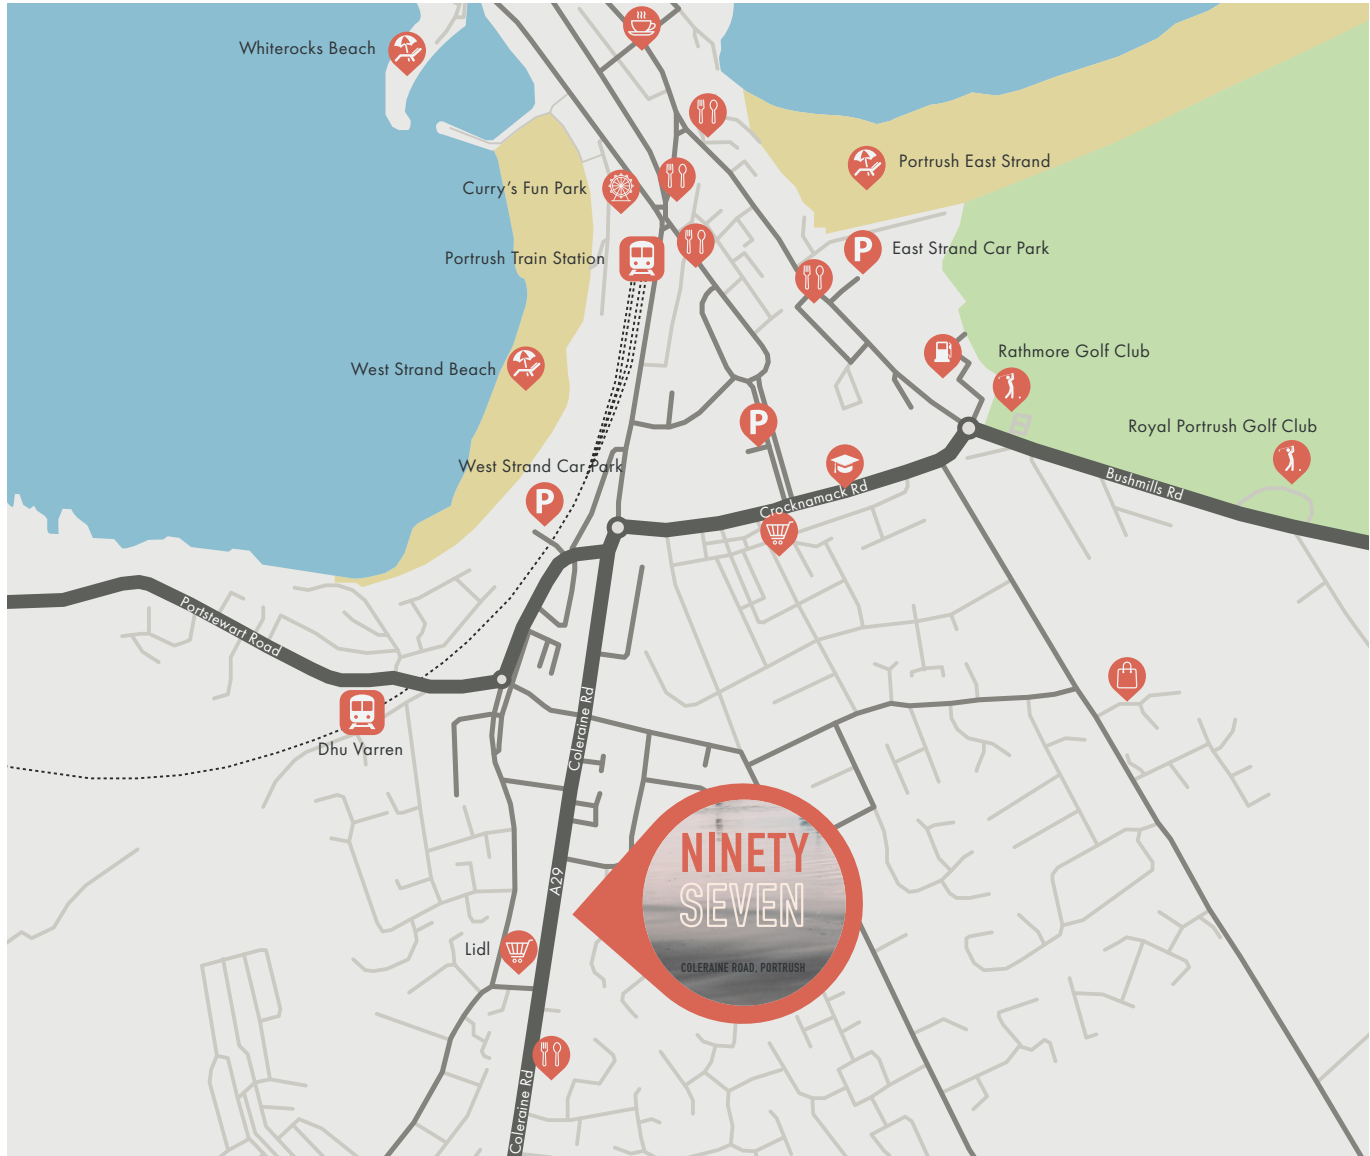 Whiterocks Beach
Portrush East Strand
Curry's Fun Park
East Strand Car Park
P
Portrush Train Station
Rathmore Golf Club
West Strand Beach
P
Royal Portrush Golf Club
West Strand Car Park
P
Bushmills Rd
Crocknamack Rd
Portstewart Road
Coleraine Rd
Dhu Varren
NINETY
SEVEN
COLERAINE ROAD, PORTRUSH
A29
Lidl
Coleraine Rd